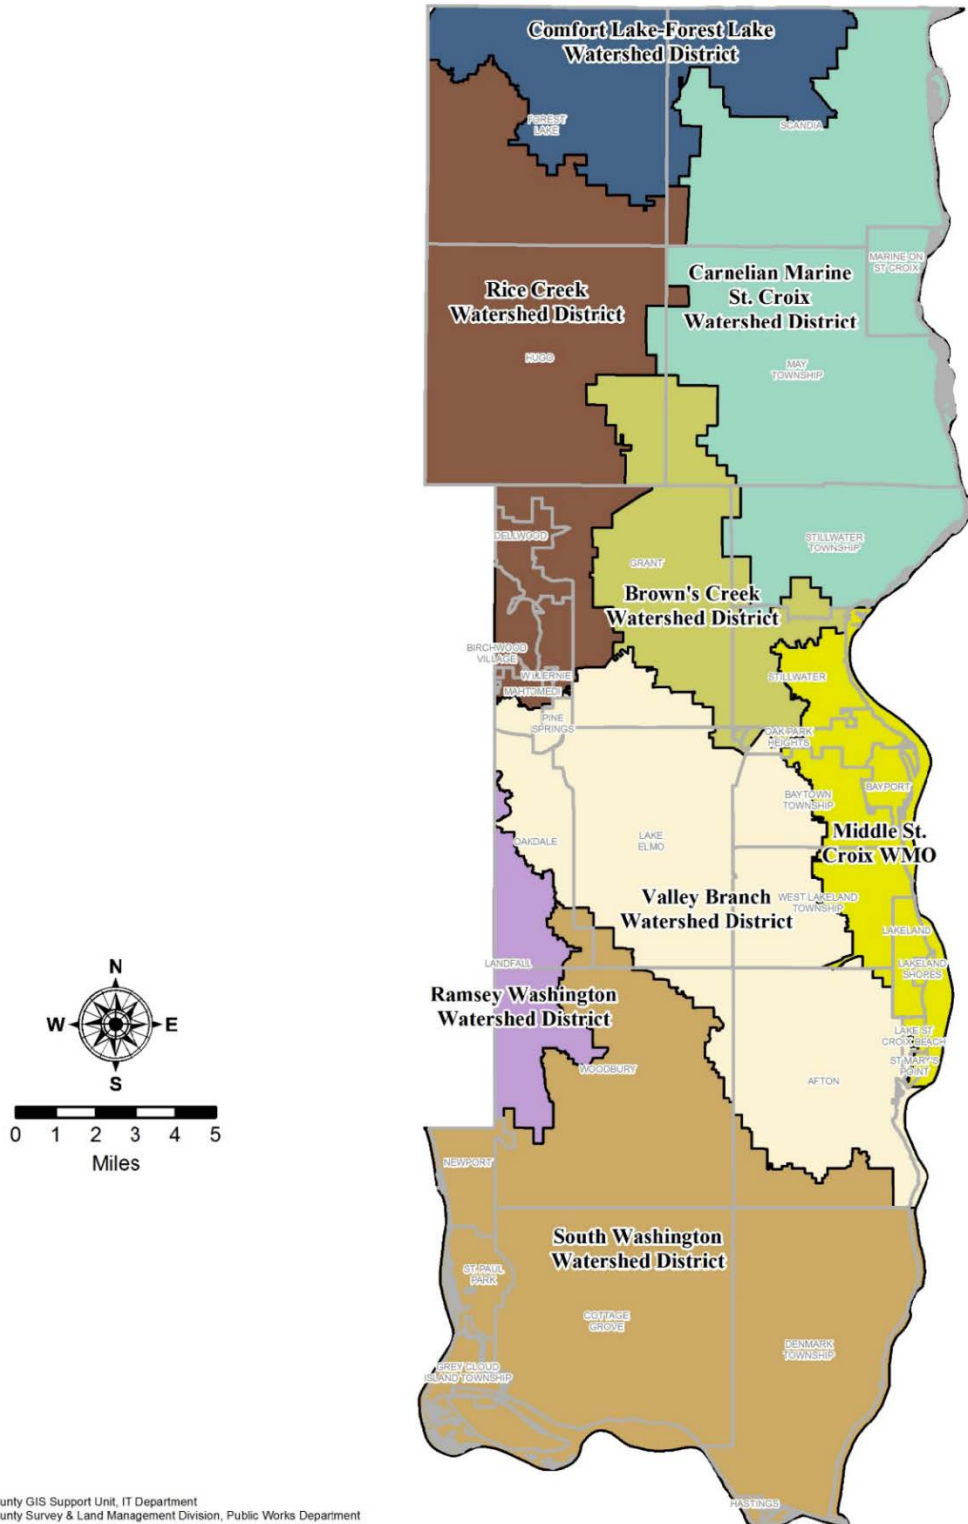 Comfort Lake-Forest Lake
Watershed District
FOREST
LAKE
SCANDIA
MARINE ON
ST CROIX
Rice Creek
Watershed District
Carnelian Marine
St. Croix
Watershed District
HUGO
MAY
TOWNSHIP
DELLWOOD
STILLWATER
TOWNSHIP
GRANT
Brown's Creek
Watershed District
BIRCHWOOD
VILLAGE
WILLERNIE
MAHTOMEDI
STILLWATER
PINE
SPRINGS
OAK PARK
HEIGHTS
BAYTOWN
TOWNSHIP
BAYPORT
OAKDALE
LAKE
ELMO
Middle St.
Croix WMO
Valley Branch
Watershed District
WEST LAKELAND
TOWNSHIP
LAKELAND
LANDFALL
LAKELAND
SHORES
Ramsey Washington
Watershed District
LAKE ST
CROIX BEACH
ST MARY'S
POINT
WOODBURY
AFTON
N
W
E
S
0 1 2 3 4 5
Miles
NEWPORT
South Washington
Watershed District
ST. PAUL
PARK
COTTAGE
GROVE
DENMARK
TOWNSHIP
GREY CLOUD
ISLAND TOWNSHIP
HASTINGS
unty GIS Support Unit, IT Department
unty Survey & Land Management Division, Public Works Department